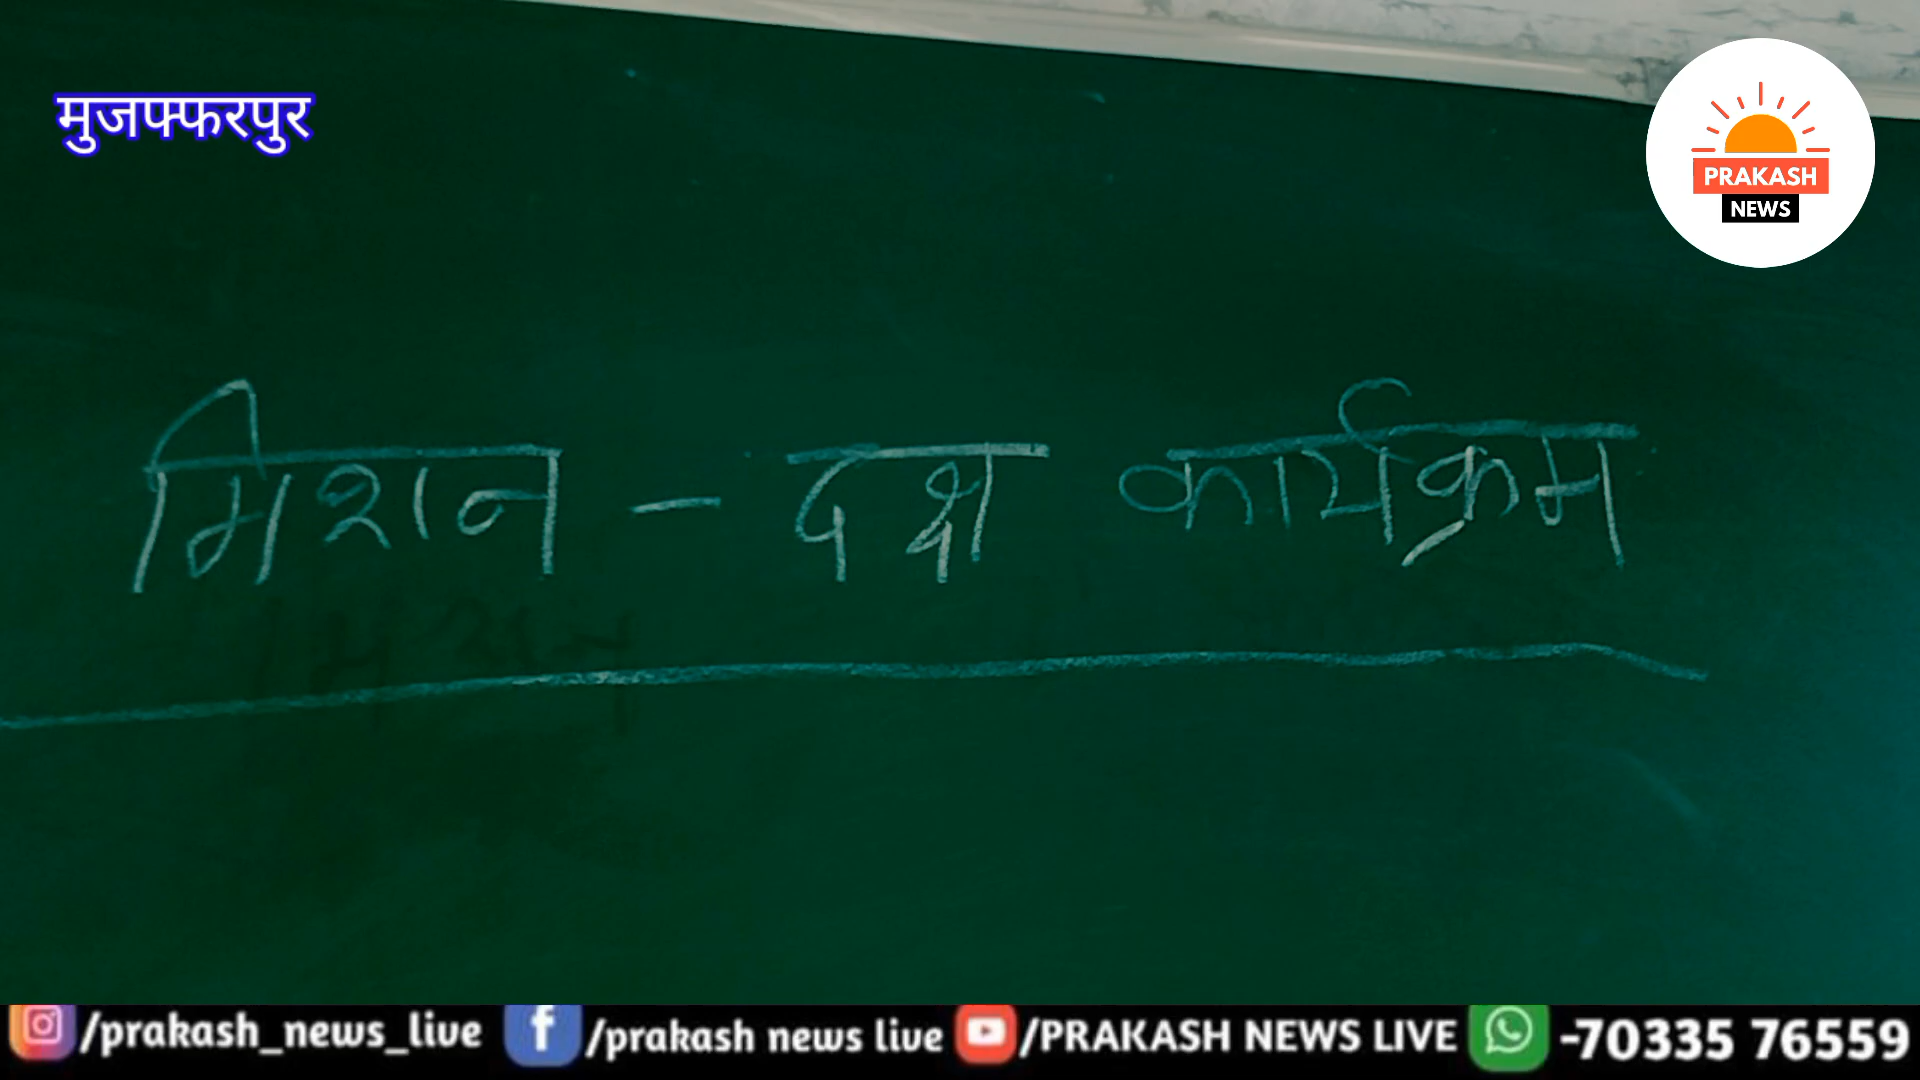 मुजफ्फरपुर
PRAKASH
NEWS
मिशन - दक्ष कार्यक्रम
/prakash_news_live /prakash news live /PRAKASH NEWS LIVE -70335 76559